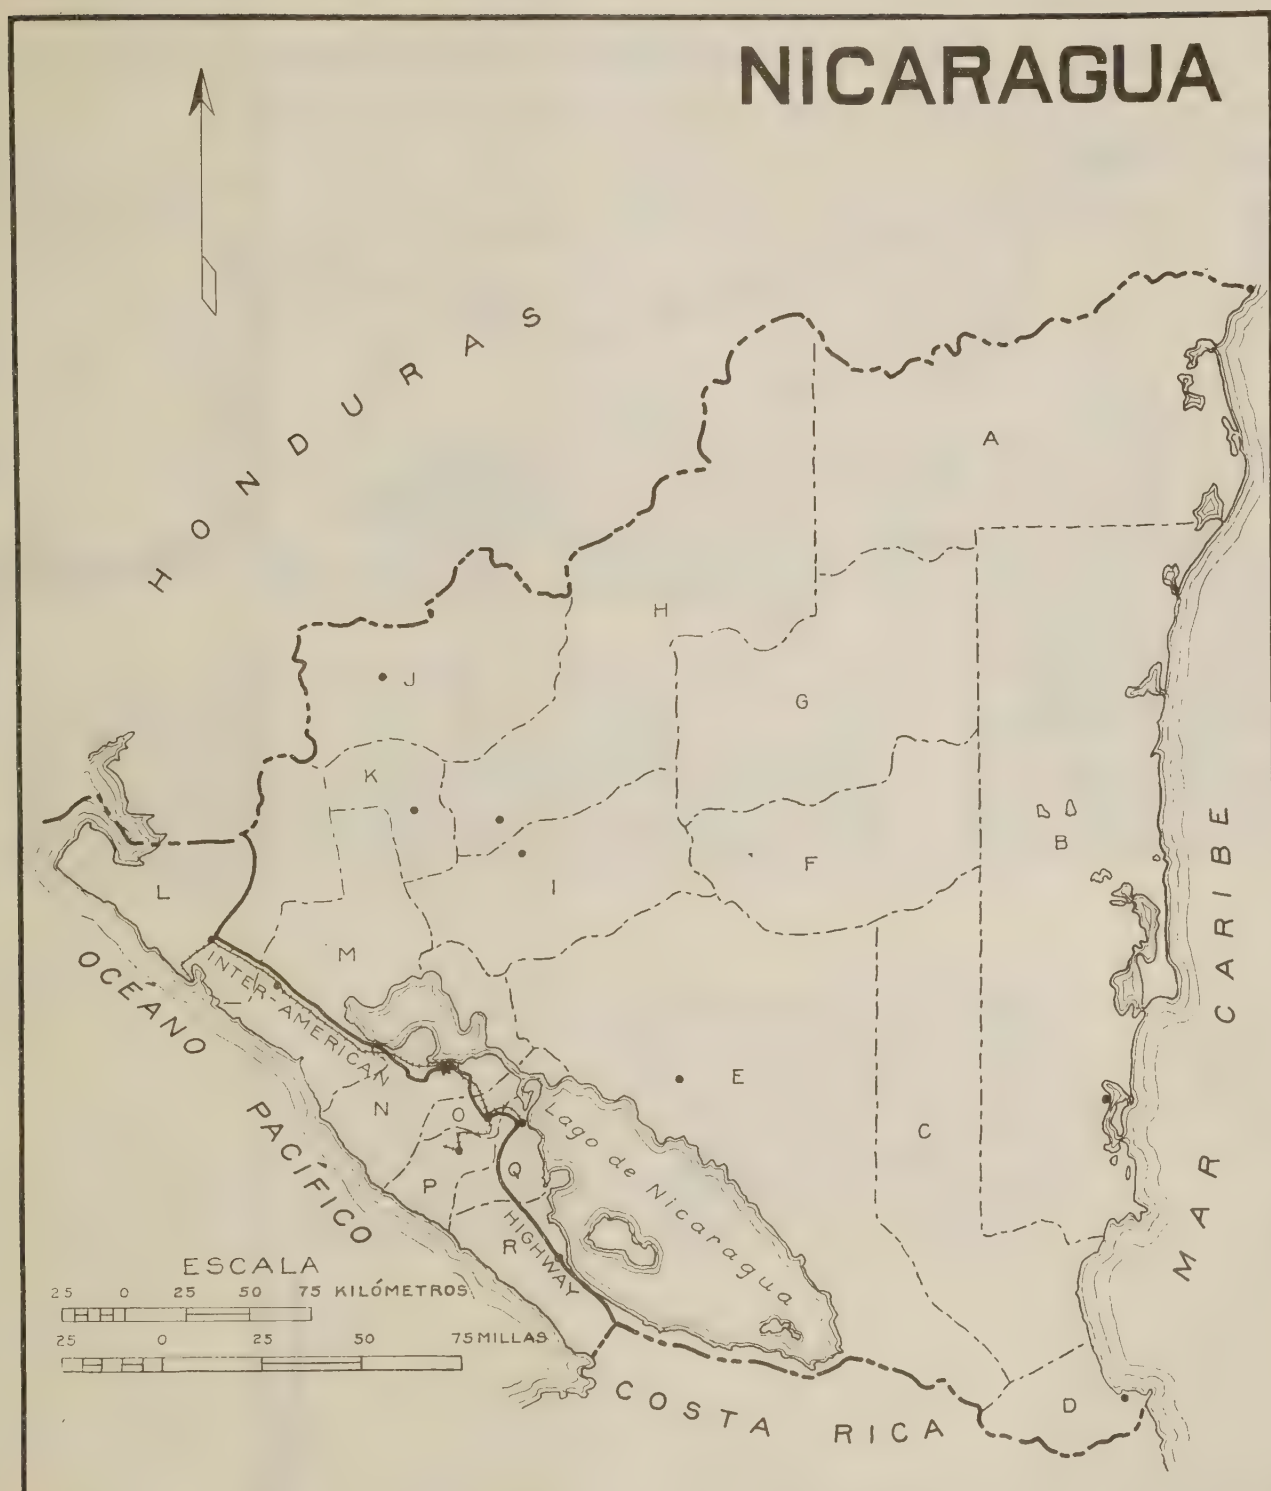 NICARAGUA
HONDURAS
A
H
J
G
K
B
F
L
I
M
OCÉANO PACÍFICO
INTER-AMERICAN HIGHWAY
MAR CARIBE
E
N
O
C
Lago de Nicaragua
P
Q
R
ESCALA
25 0 25 50 75 KILÓMETROS
25 0 25 50 75 MILLAS
COSTA RICA
D